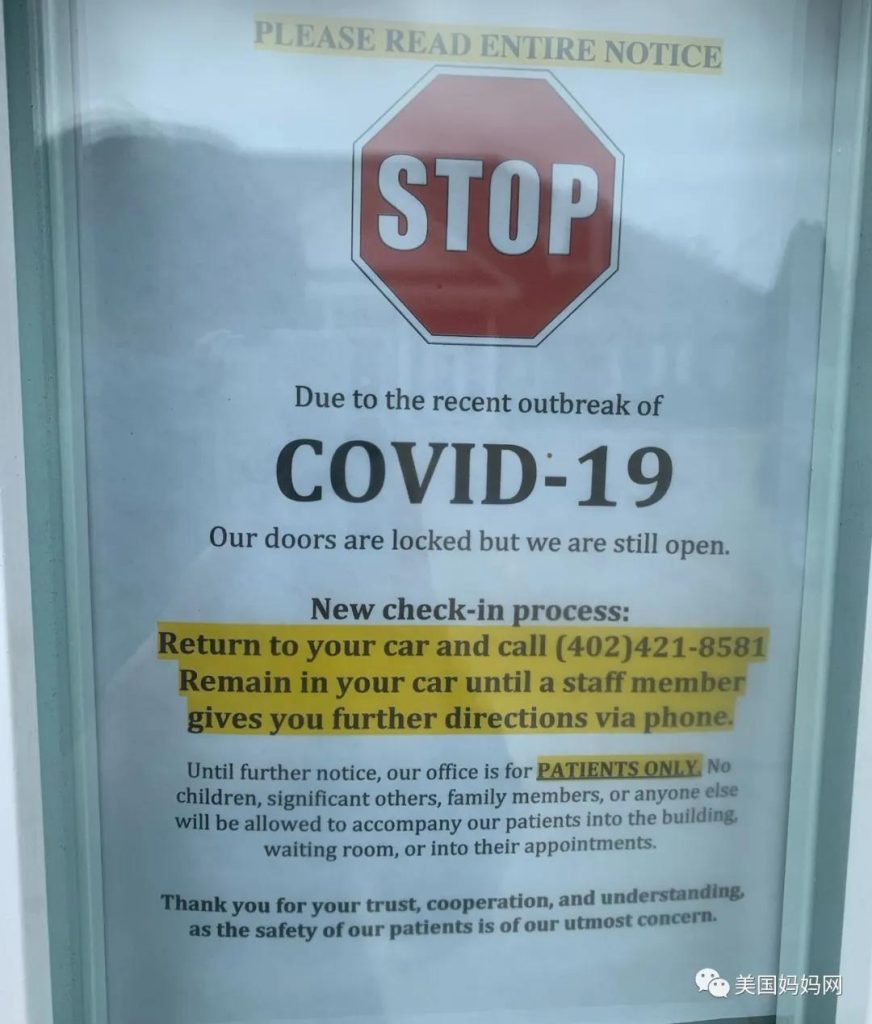 PLEASE READ ENTIRE NOTICE
STOP
Due to the recent outbreak of
COVID-19
Our doors are locked but we are still open.
New check-in process:
Return to your car and call (402)421-8581
Remain in your car until a staff member
gives you further directions via phone.
Until further notice, our office is for PATIENTS ONLY. No
children, significant others, family members, or anyone else
will be allowed to accompany our patients into the building,
waiting room, or into their appointments.
Thank you for your trust, cooperation, and understanding,
as the safety of our patients is of our utmost concern.
美国妈妈网